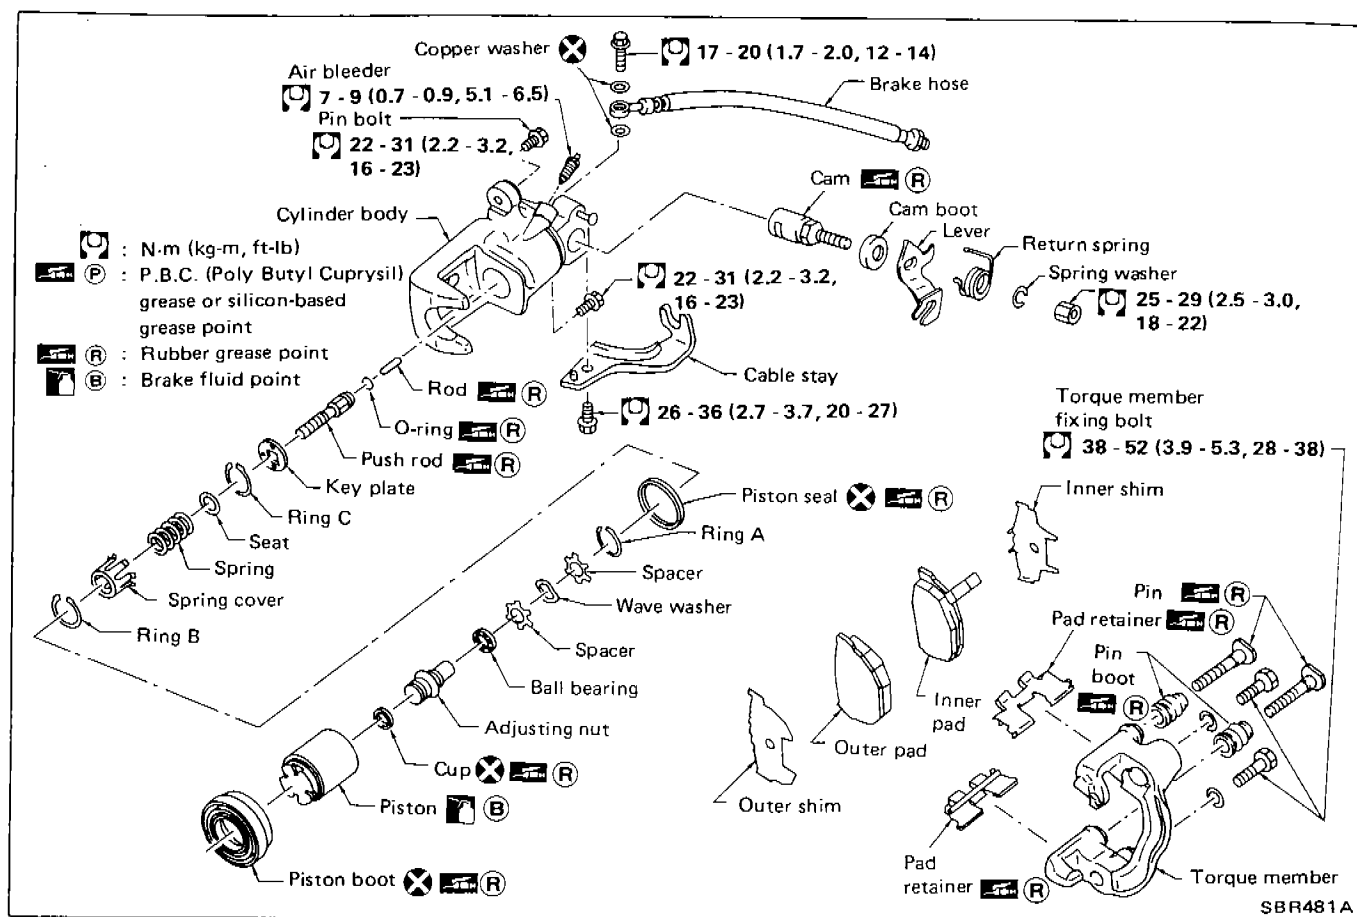 Copper washer
17 - 20 (1.7 - 2.0, 12 - 14)
Air bleeder
7 - 9 (0.7 - 0.9, 5.1 - 6.5)
Brake hose
Pin bolt
22 - 31 (2.2 - 3.2,
16 - 23)
Cam R
Cylinder body
Cam boot
Lever
Return spring
Spring washer
25 - 29 (2.5 - 3.0,
18 - 22)
: N·m (kg-m, ft-lb)
P : P.B.C. (Poly Butyl Cuprysil)
grease or silicon-based
grease point
R : Rubber grease point
B : Brake fluid point
22 - 31 (2.2 - 3.2,
16 - 23)
Cable stay
26 - 36 (2.7 - 3.7, 20 - 27)
Rod R
O-ring R
Push rod R
Key plate
Ring C
Seat
Spring
Spring cover
Ring B
Torque member
fixing bolt
38 - 52 (3.9 - 5.3, 28 - 38)
Piston seal R
Ring A
Spacer
Wave washer
Spacer
Ball bearing
Adjusting nut
Cup R
Piston B
Piston boot R
Inner shim
Pin R
Pad retainer R
Pin
boot
R
Inner
pad
Outer pad
Outer shim
Pad
retainer R
Torque member
SBR481A